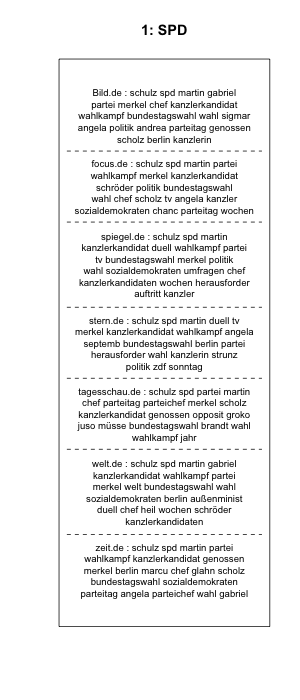 1: SPD
Bild.de : schulz spd martin gabriel
partei merkel chef kanzlerkandidat
wahlkampf bundestagswahl wahl sigmar
angela politik andrea parteitag genossen
scholz berlin kanzlerin
focus.de : schulz spd martin partei
wahlkampf merkel kanzlerkandidat
schröder politik bundestagswahl
wahl chef scholz tv angela kanzler
sozialdemokraten chanc parteitag wochen
spiegel.de : schulz spd martin
kanzlerkandidat duell wahlkampf partei
tv bundestagswahl merkel politik
wahl sozialdemokraten umfragen chef
kanzlerkandidaten wochen herausforder
auftritt kanzler
stern.de : schulz spd martin duell tv
merkel kanzlerkandidat wahlkampf angela
septemb bundestagswahl berlin partei
herausforder wahl kanzlerin strunz
politik zdf sonntag
tagesschau.de : schulz spd partei martin
chef parteitag parteichef merkel scholz
kanzlerkandidat genossen opposit groko
juso müsse bundestagswahl brandt wahl
wahlkampf jahr
welt.de : schulz spd martin gabriel
kanzlerkandidat wahlkampf partei
merkel welt bundestagswahl wahl
sozialdemokraten berlin außenminist
duell chef heil wochen schröder
kanzlerkandidaten
zeit.de : schulz spd martin partei
wahlkampf kanzlerkandidat genossen
merkel berlin marcu chef glahn scholz
bundestagswahl sozialdemokraten
parteitag angela parteichef wahl gabriel